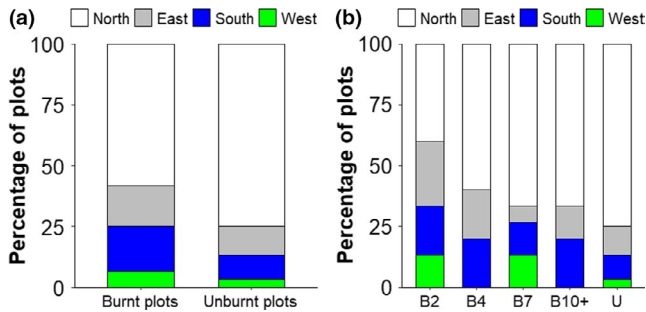 (a) North East South West
Percentage of plots
100
75
50
25
0
Burnt plots Unburnt plots
(b) North East South West
Percentage of plots
100
75
50
25
0
B2 B4 B7 B10+ U